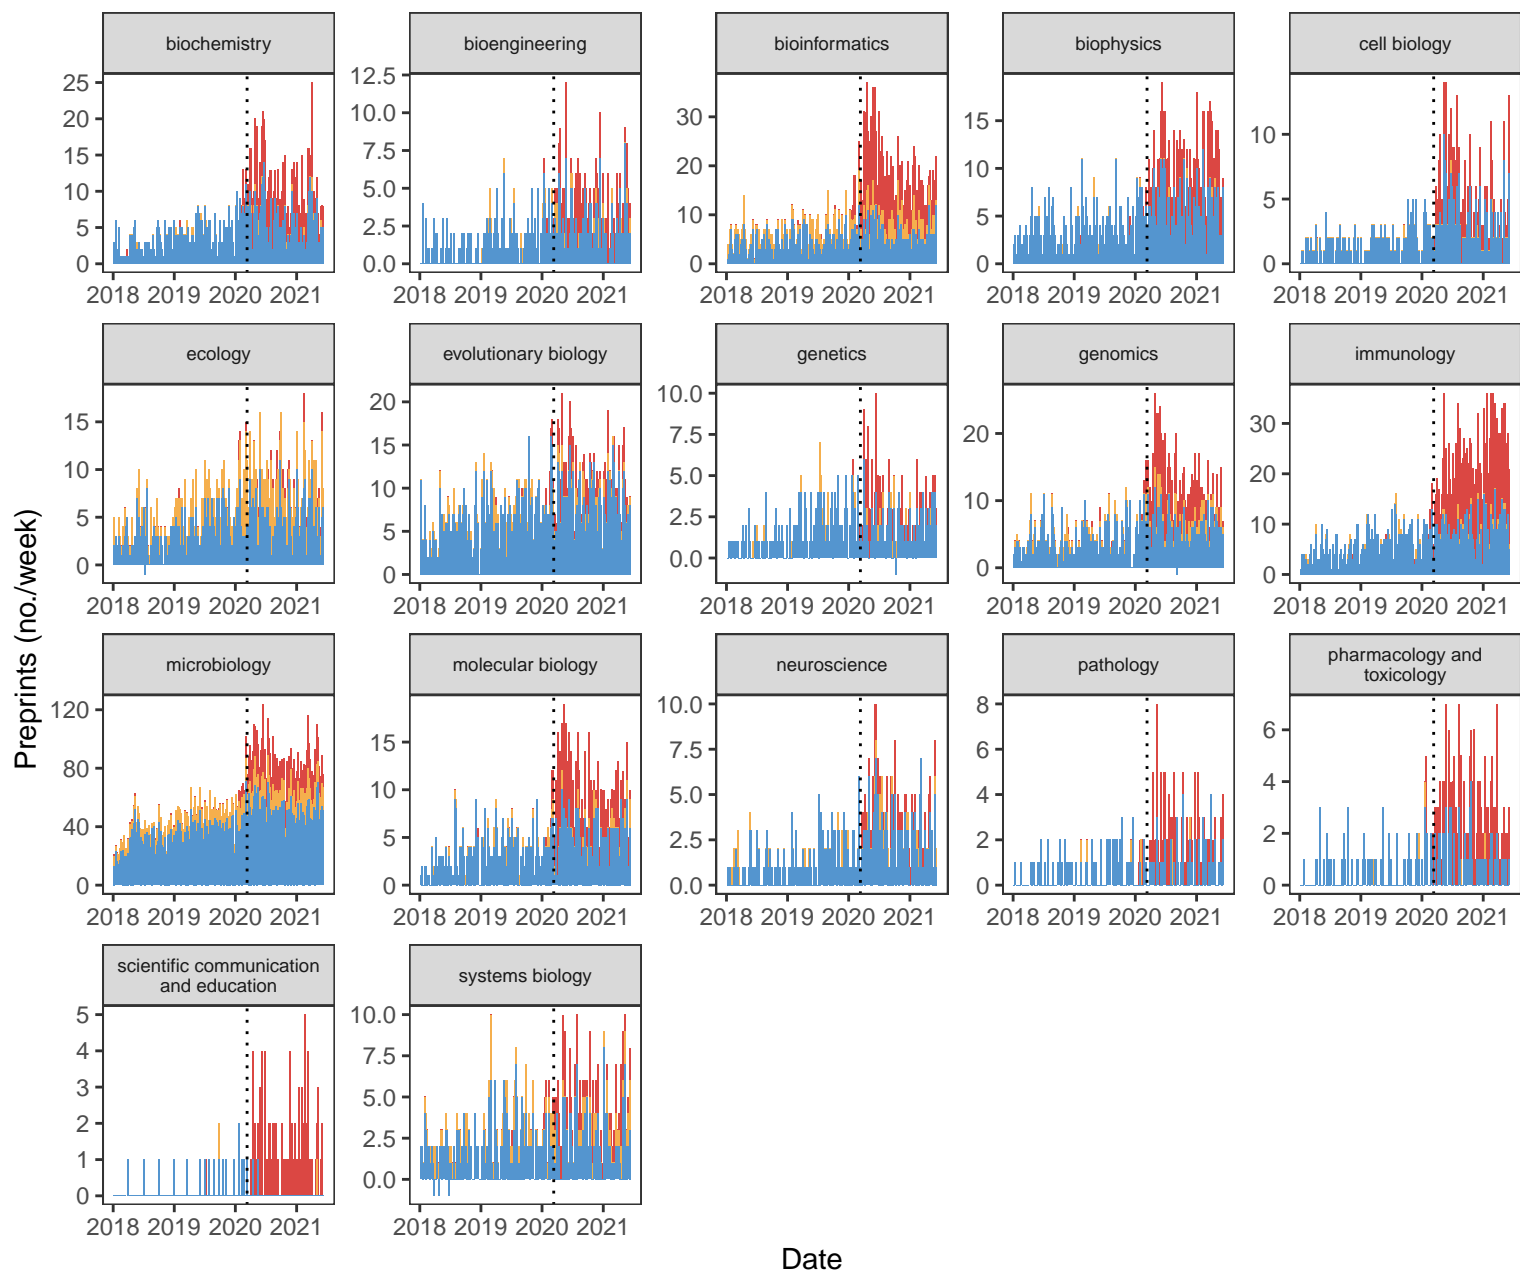 biochemistry
bioengineering
bioinformatics
biophysics
cell biology
25
20
15
10
5
0
12.5
10.0
7.5
5.0
2.5
0.0
30
20
10
0
15
10
5
0
10
5
0
2018 2019 2020 2021
2018 2019 2020 2021
2018 2019 2020 2021
2018 2019 2020 2021
2018 2019 2020 2021
ecology
evolutionary biology
genetics
genomics
immunology
15
10
5
0
20
15
10
5
0
10.0
7.5
5.0
2.5
0.0
20
10
0
30
20
10
0
2018 2019 2020 2021
2018 2019 2020 2021
2018 2019 2020 2021
2018 2019 2020 2021
2018 2019 2020 2021
Preprints (no./week)
microbiology
molecular biology
neuroscience
pathology
pharmacology and
toxicology
120
80
40
0
15
10
5
0
10.0
7.5
5.0
2.5
0.0
8
6
4
2
0
6
4
2
0
2018 2019 2020 2021
2018 2019 2020 2021
2018 2019 2020 2021
2018 2019 2020 2021
2018 2019 2020 2021
scientific communication
and education
systems biology
5
4
3
2
1
0
10.0
7.5
5.0
2.5
0.0
2018 2019 2020 2021
2018 2019 2020 2021
Date